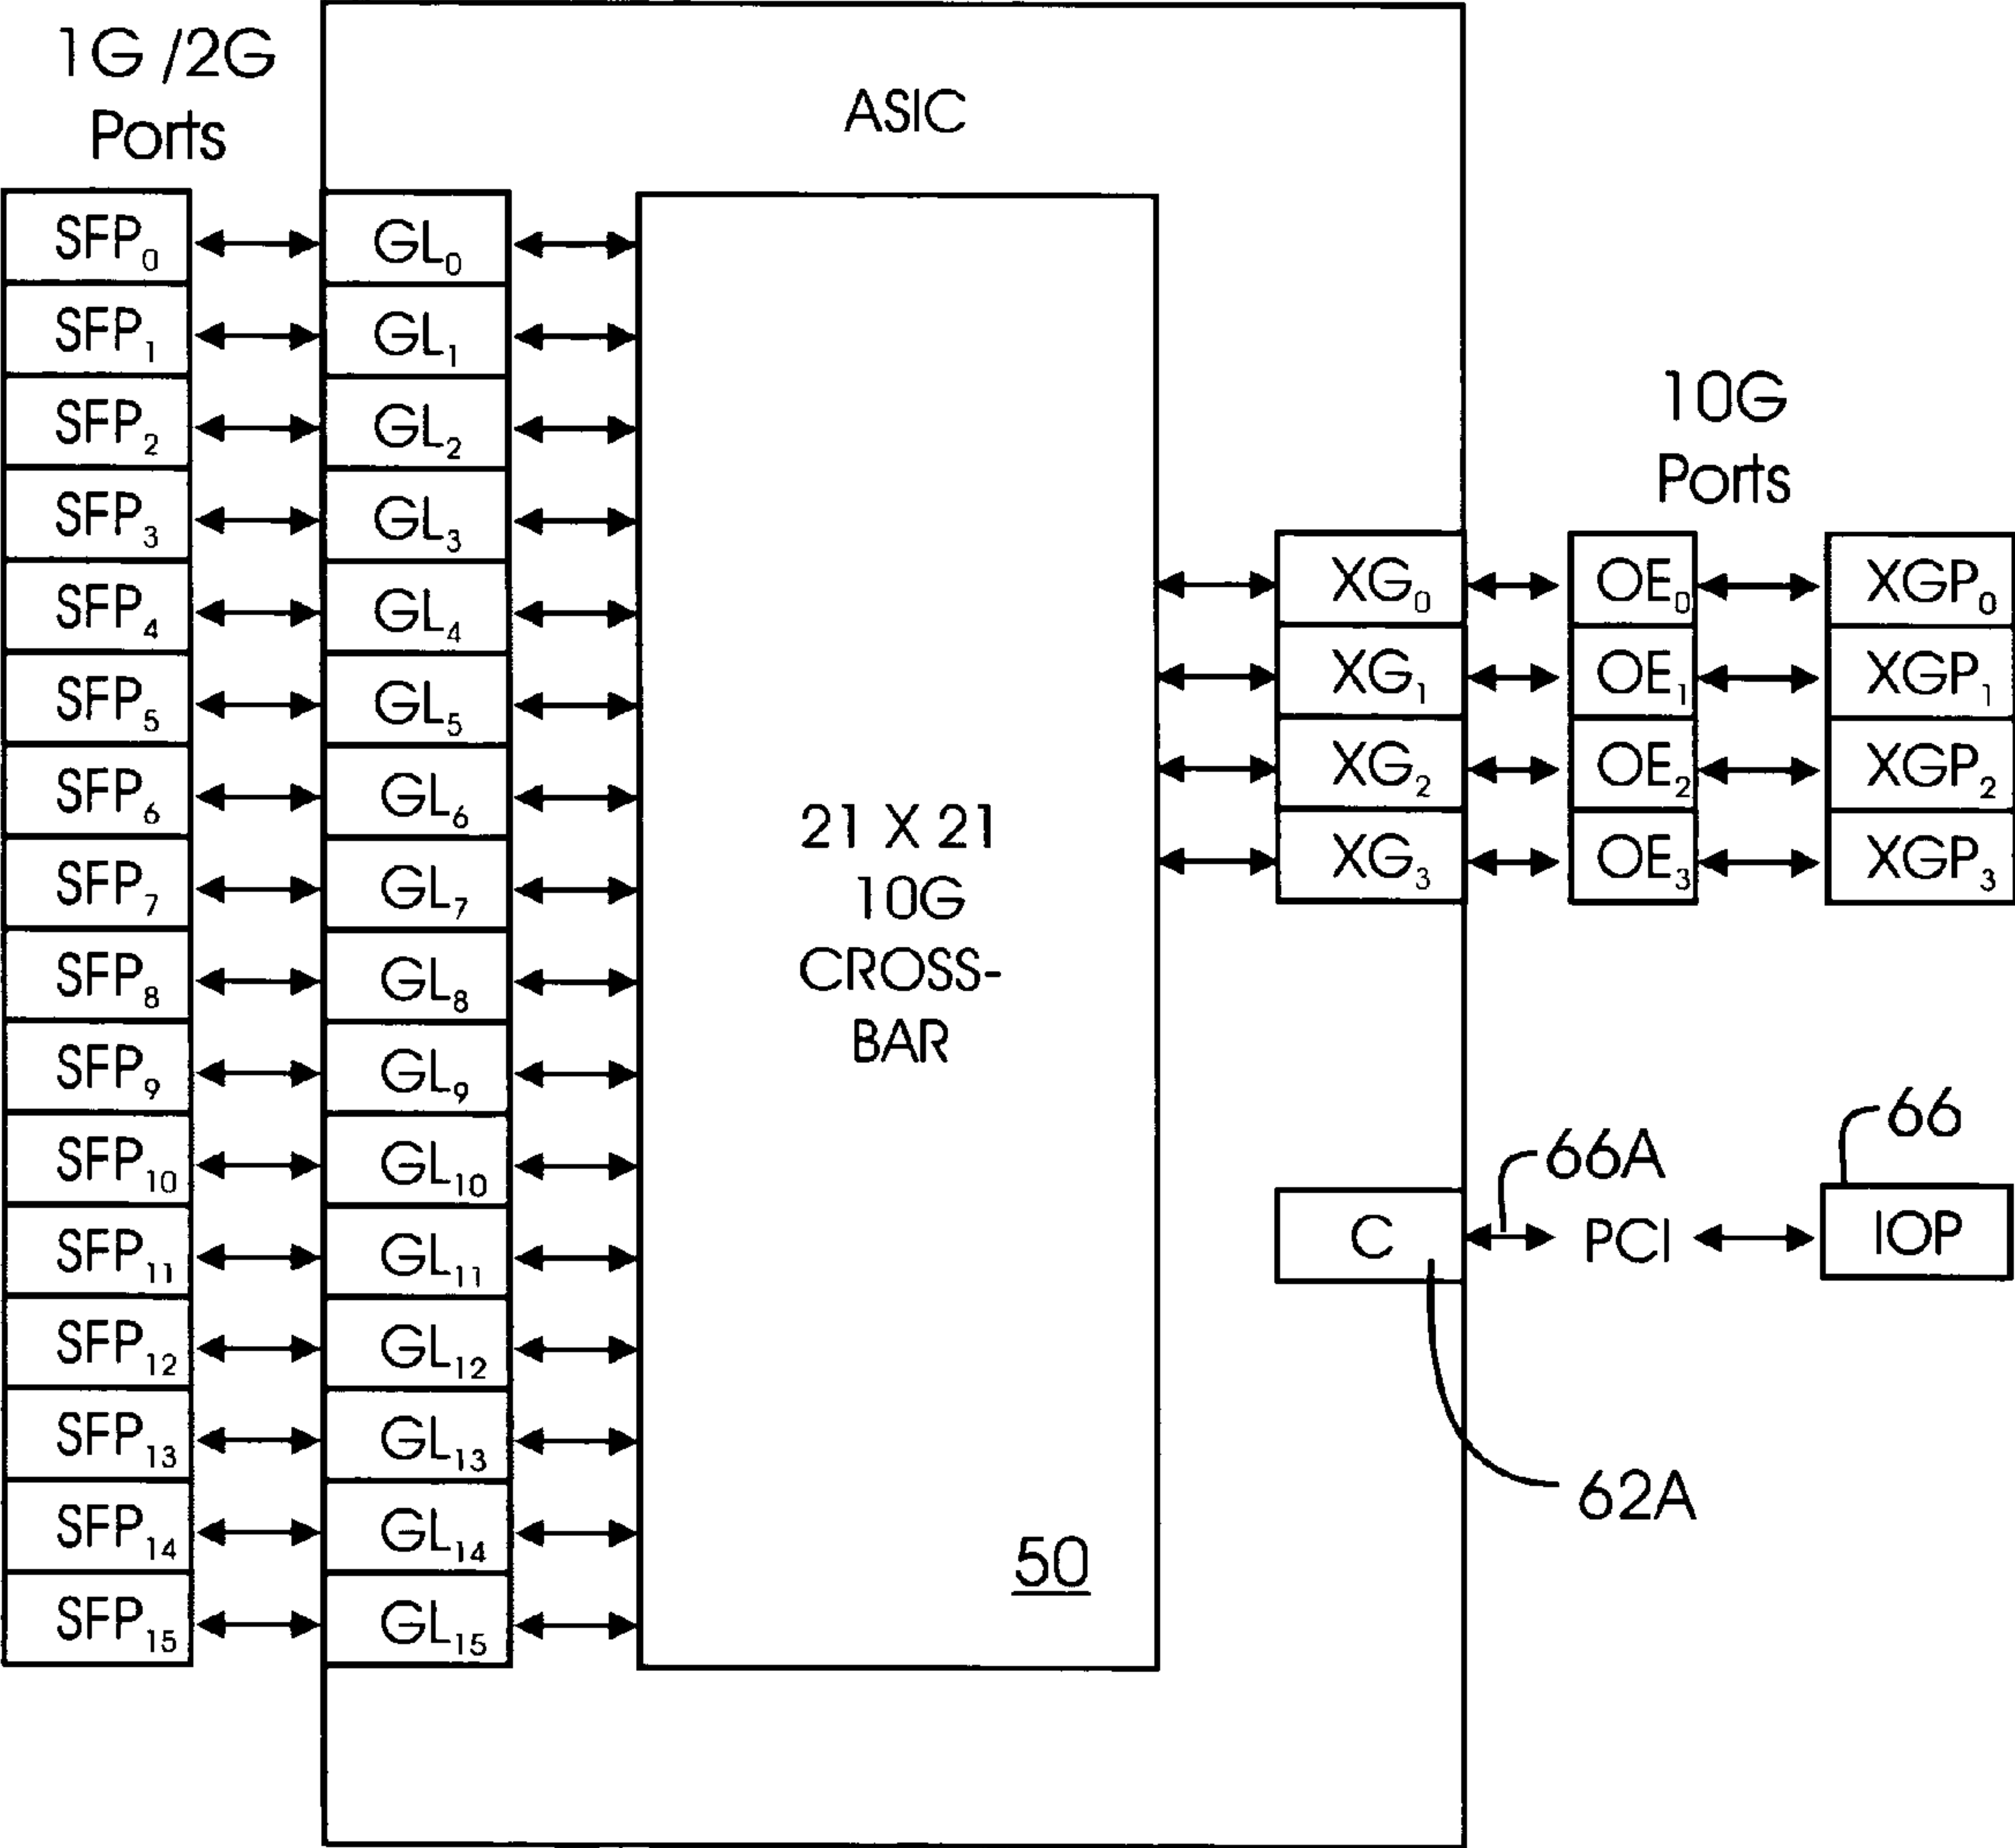 1G /2G
Ports
ASIC
SFP0 GL0
SFP1 GL1
SFP2 GL2
SFP3 GL3
SFP4 GL4
SFP5 GL5
SFP6 GL6
SFP7 GL7
SFP8 GL8
SFP9 GL9
SFP10 GL10
SFP11 GL11
SFP12 GL12
SFP13 GL13
SFP14 GL14
SFP15 GL15
21 X 21
10G
CROSS-
BAR
50
10G
Ports
XG0 OE0 XGP0
XG1 OE1 XGP1
XG2 OE2 XGP2
XG3 OE3 XGP3
66
66A
C PCI IOP
62A